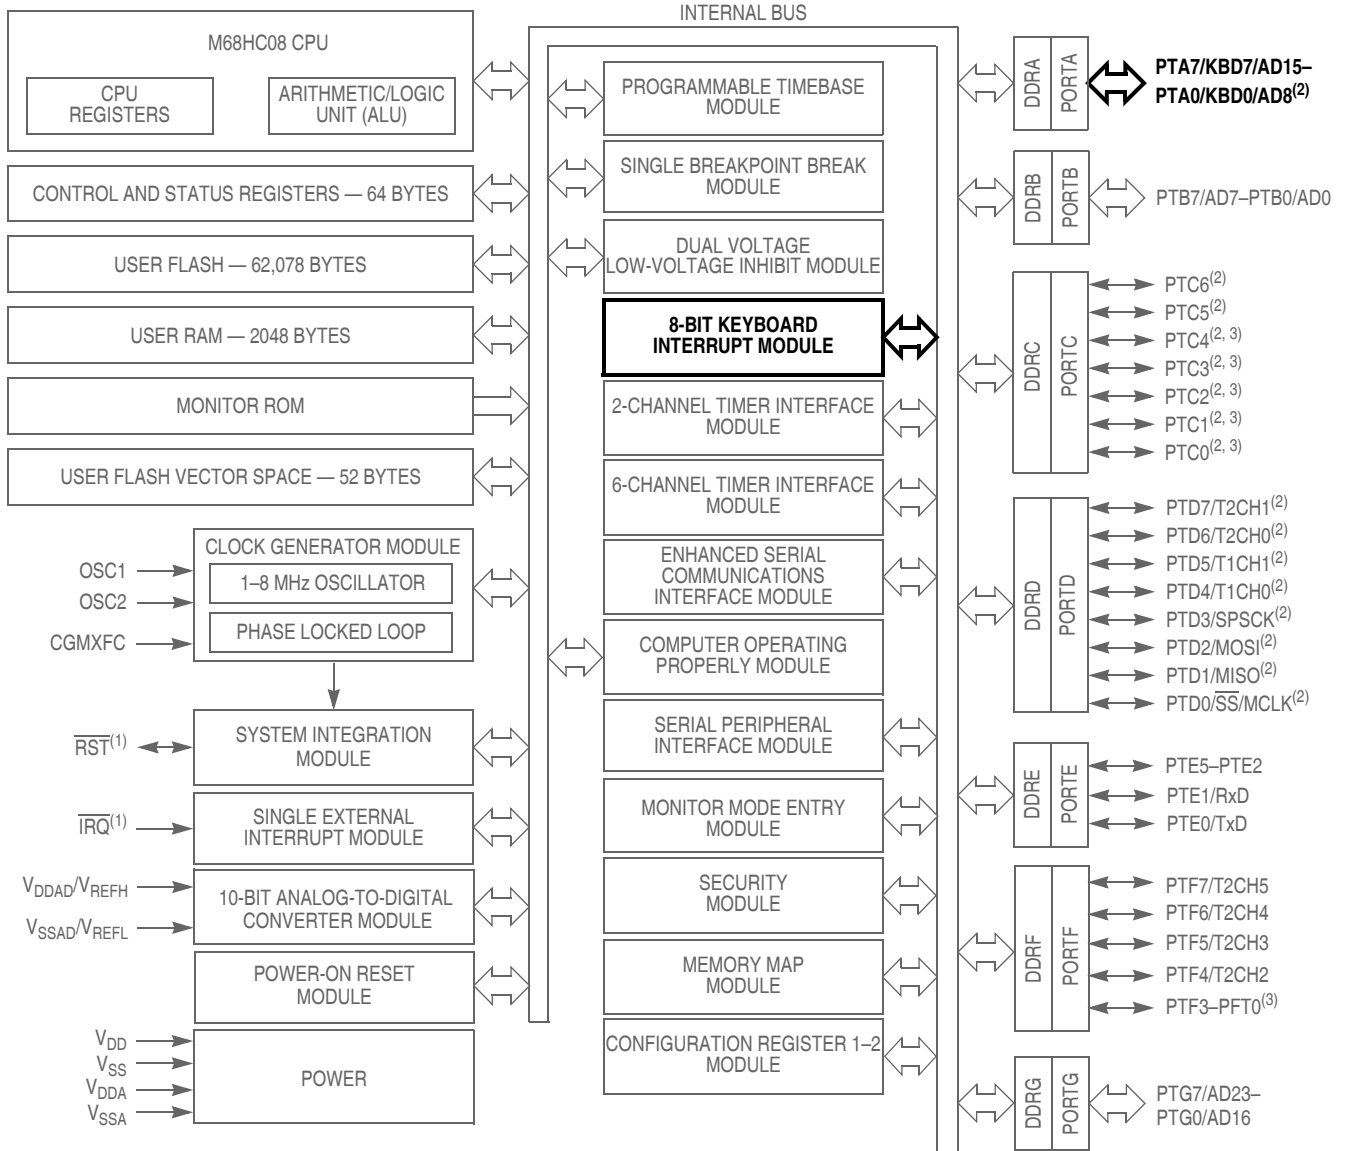 INTERNAL BUS
M68HC08 CPU
CPU
REGISTERS
ARITHMETIC/LOGIC
UNIT (ALU)
CONTROL AND STATUS REGISTERS — 64 BYTES
USER FLASH — 62,078 BYTES
USER RAM — 2048 BYTES
MONITOR ROM
USER FLASH VECTOR SPACE — 52 BYTES
CLOCK GENERATOR MODULE
1–8 MHz OSCILLATOR
PHASE LOCKED LOOP
OSC1
OSC2
CGMXFC
SYSTEM INTEGRATION
MODULE
RST(1)
SINGLE EXTERNAL
INTERRUPT MODULE
IRQ(1)
10-BIT ANALOG-TO-DIGITAL
CONVERTER MODULE
VDDAD/VREFH
VSSAD/VREFL
POWER-ON RESET
MODULE
POWER
VDD
VSS
VDDA
VSSA
PROGRAMMABLE TIMEBASE
MODULE
SINGLE BREAKPOINT BREAK
MODULE
DUAL VOLTAGE
LOW-VOLTAGE INHIBIT MODULE
8-BIT KEYBOARD
INTERRUPT MODULE
2-CHANNEL TIMER INTERFACE
MODULE
6-CHANNEL TIMER INTERFACE
MODULE
ENHANCED SERIAL
COMMUNICATIONS
INTERFACE MODULE
COMPUTER OPERATING
PROPERLY MODULE
SERIAL PERIPHERAL
INTERFACE MODULE
MONITOR MODE ENTRY
MODULE
SECURITY
MODULE
MEMORY MAP
MODULE
CONFIGURATION REGISTER 1–2
MODULE
DDRA
PORTA
PTA7/KBD7/AD15–
PTA0/KBD0/AD8(2)
DDRB
PORTB
PTB7/AD7–PTB0/AD0
DDRC
PORTC
PTC6(2)
PTC5(2)
PTC4(2, 3)
PTC3(2, 3)
PTC2(2, 3)
PTC1(2, 3)
PTC0(2, 3)
DDRD
PORTD
PTD7/T2CH1(2)
PTD6/T2CH0(2)
PTD5/T1CH1(2)
PTD4/T1CH0(2)
PTD3/SPSCK(2)
PTD2/MOSI(2)
PTD1/MISO(2)
PTD0/SS/MCLK(2)
DDRE
PORTE
PTE5–PTE2
PTE1/RxD
PTE0/TxD
DDRF
PORTF
PTF7/T2CH5
PTF6/T2CH4
PTF5/T2CH3
PTF4/T2CH2
PTF3–PFT0(3)
DDRG
PORTG
PTG7/AD23–
PTG0/AD16